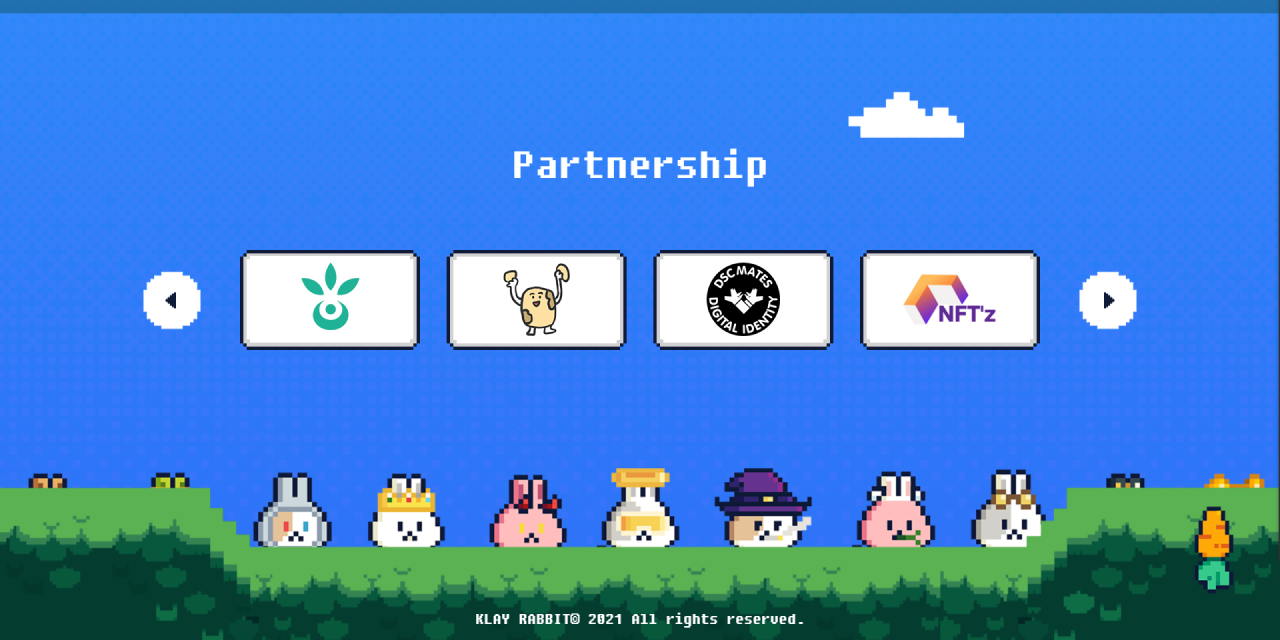 Partnership
DSC MATES
DIGITAL IDENTITY
NFT'z
KLAY RABBIT© 2021 All rights reserved.